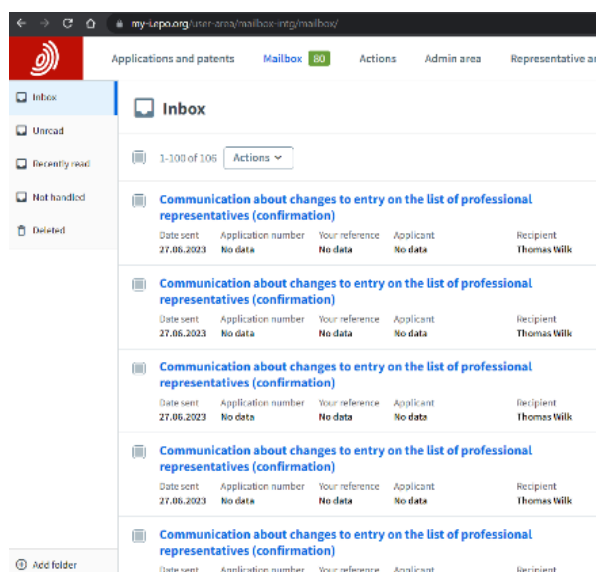 my-i.epo.org/user-area/mailbox-intg/mailbox/
Applications and patents Mailbox 80 Actions Admin area Representative a
Inbox
Unread
Recently read
Not handled
Deleted
Add folder
Inbox
1-100 of 106 Actions
Communication about changes to entry on the list of professional
representatives (confirmation)
Date sent Application number Your reference Applicant Recipient
27.06.2023 No data No data No data Thomas Wilk
Communication about changes to entry on the list of professional
representatives (confirmation)
Date sent Application number Your reference Applicant Recipient
27.06.2023 No data No data No data Thomas Wilk
Communication about changes to entry on the list of professional
representatives (confirmation)
Date sent Application number Your reference Applicant Recipient
27.06.2023 No data No data No data Thomas Wilk
Communication about changes to entry on the list of professional
representatives (confirmation)
Date sent Application number Your reference Applicant Recipient
27.06.2023 No data No data No data Thomas Wilk
Communication about changes to entry on the list of professional
representatives (confirmation)
Date sent Application number Your reference Applicant Recipient